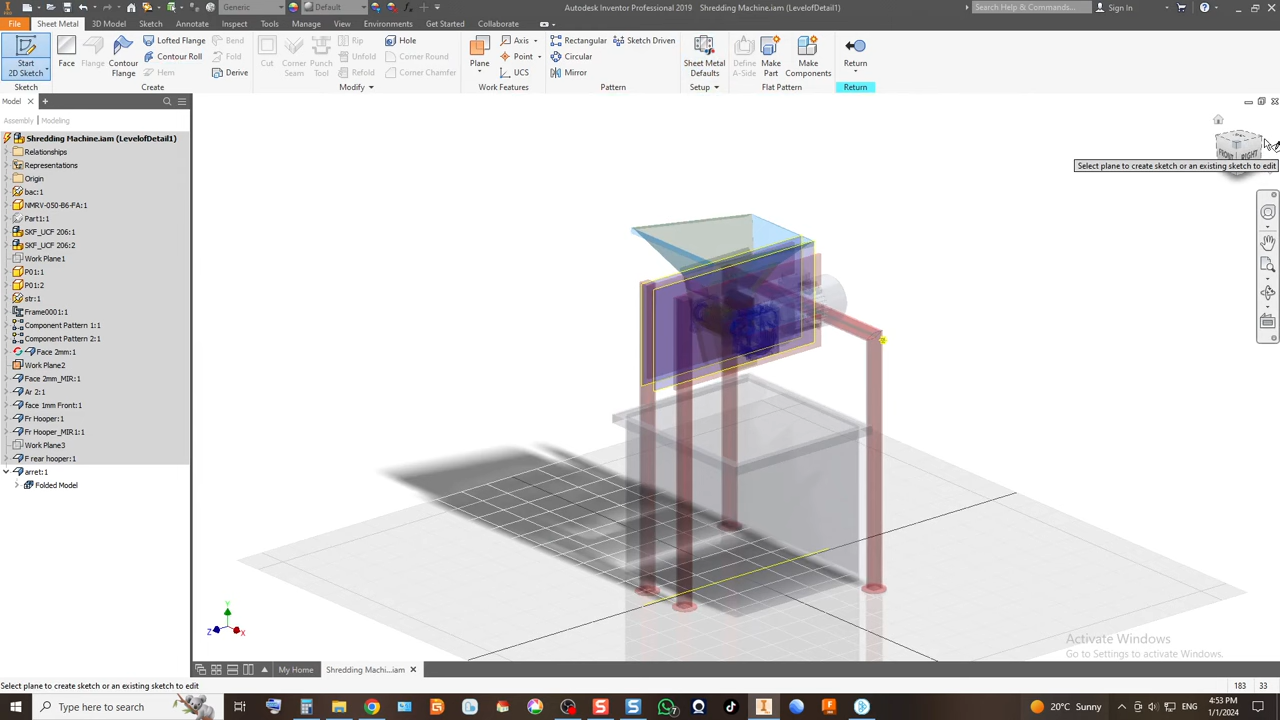 Generic
Default
Autodesk Inventor Professional 2019   Shredding Machine.iam (LevelofDetail1)
Search Help & Commands...
Sign In
File
Sheet Metal
3D Model
Sketch
Annotate
Inspect
Tools
Manage
View
Environments
Get Started
Collaborate
Start
2D Sketch
Face
Flange
Contour
Flange
Lofted Flange
Contour Roll
Hem
Bend
Fold
Derive
Cut
Corner
Seam
Punch
Tool
Rip
Unfold
Refold
Hole
Corner Round
Corner Chamfer
Plane
Axis
Point
UCS
Rectangular
Circular
Mirror
Sketch Driven
Sheet Metal
Defaults
Define
A-Side
Make
Part
Make
Components
Return
Sketch
Create
Modify
Work Features
Pattern
Setup
Flat Pattern
Return
Model
Assembly
Modeling
Shredding Machine.iam (LevelofDetail1)
Relationships
Representations
Origin
bac:1
NMRV-050-B6-FA:1
Part1:1
SKF_UCF 206:1
SKF_UCF 206:2
Work Plane1
P01:1
P01:2
str:1
Frame0001:1
Component Pattern 1:1
Component Pattern 2:1
Face 2mm:1
Work Plane2
Face 2mm_MIR:1
Ar 2:1
face 1mm Front:1
Fr Hooper:1
Fr Hooper_MIR1:1
Work Plane3
F rear hooper:1
arret:1
Folded Model
FRONT
RIGHT
Select plane to create sketch or an existing sketch to edit
Y
Z
X
Activate Windows
Go to Settings to activate Windows.
My Home
Shredding Machi...iam
Select plane to create sketch or an existing sketch to edit
183
33
Type here to search
20°C Sunny
4:53 PM
1/1/2024